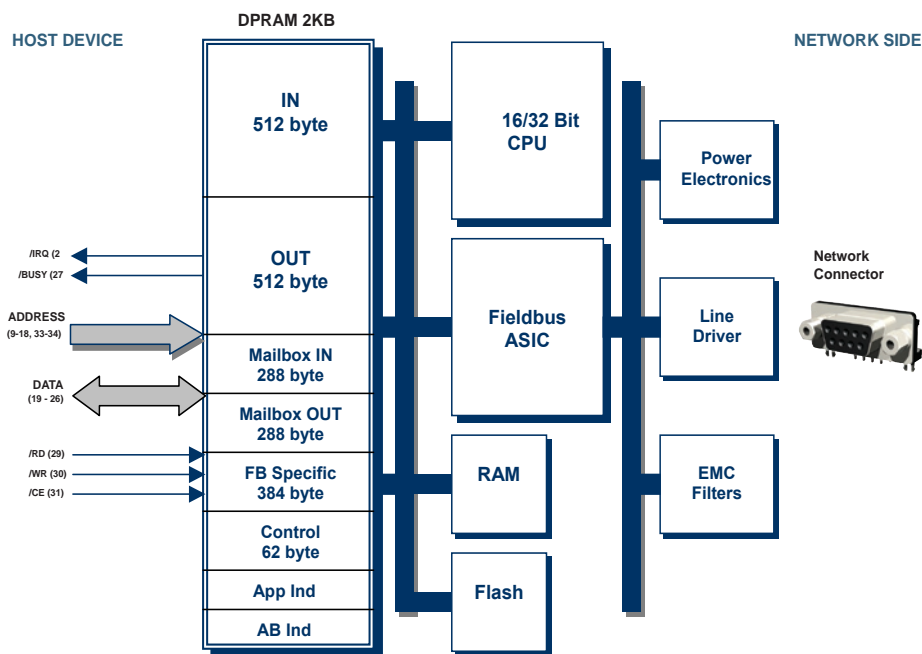 DPRAM 2KB
HOST DEVICE
NETWORK SIDE
IN
512 byte
16/32 Bit
CPU
Power
Electronics
/IRQ (2
/BUSY (27
OUT
512 byte
Network
Connector
ADDRESS
(9-18, 33-34)
Fieldbus
ASIC
Line
Driver
Mailbox IN
288 byte
DATA
(19 - 26)
Mailbox OUT
288 byte
/RD (29)
/WR (30)
/CE (31)
FB Specific
384 byte
RAM
EMC
Filters
Control
62 byte
App Ind
Flash
AB Ind